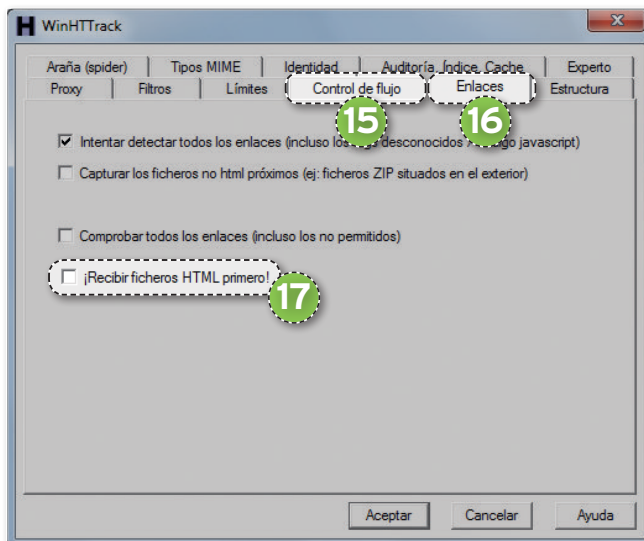 WinHTTrack
Araña (spider) Tipos MIME Identidad Auditoría, Índice, Cache Experto
Proxy Filtros Límites Control de flujo Enlaces Estructura
15 16
Intentar detectar todos los enlaces (incluso los desconocidos javascript)
Capturar los ficheros no html próximos (ej: ficheros ZIP situados en el exterior)
Comprobar todos los enlaces (incluso los no permitidos)
¡Recibir ficheros HTML primero!
17
Aceptar Cancelar Ayuda